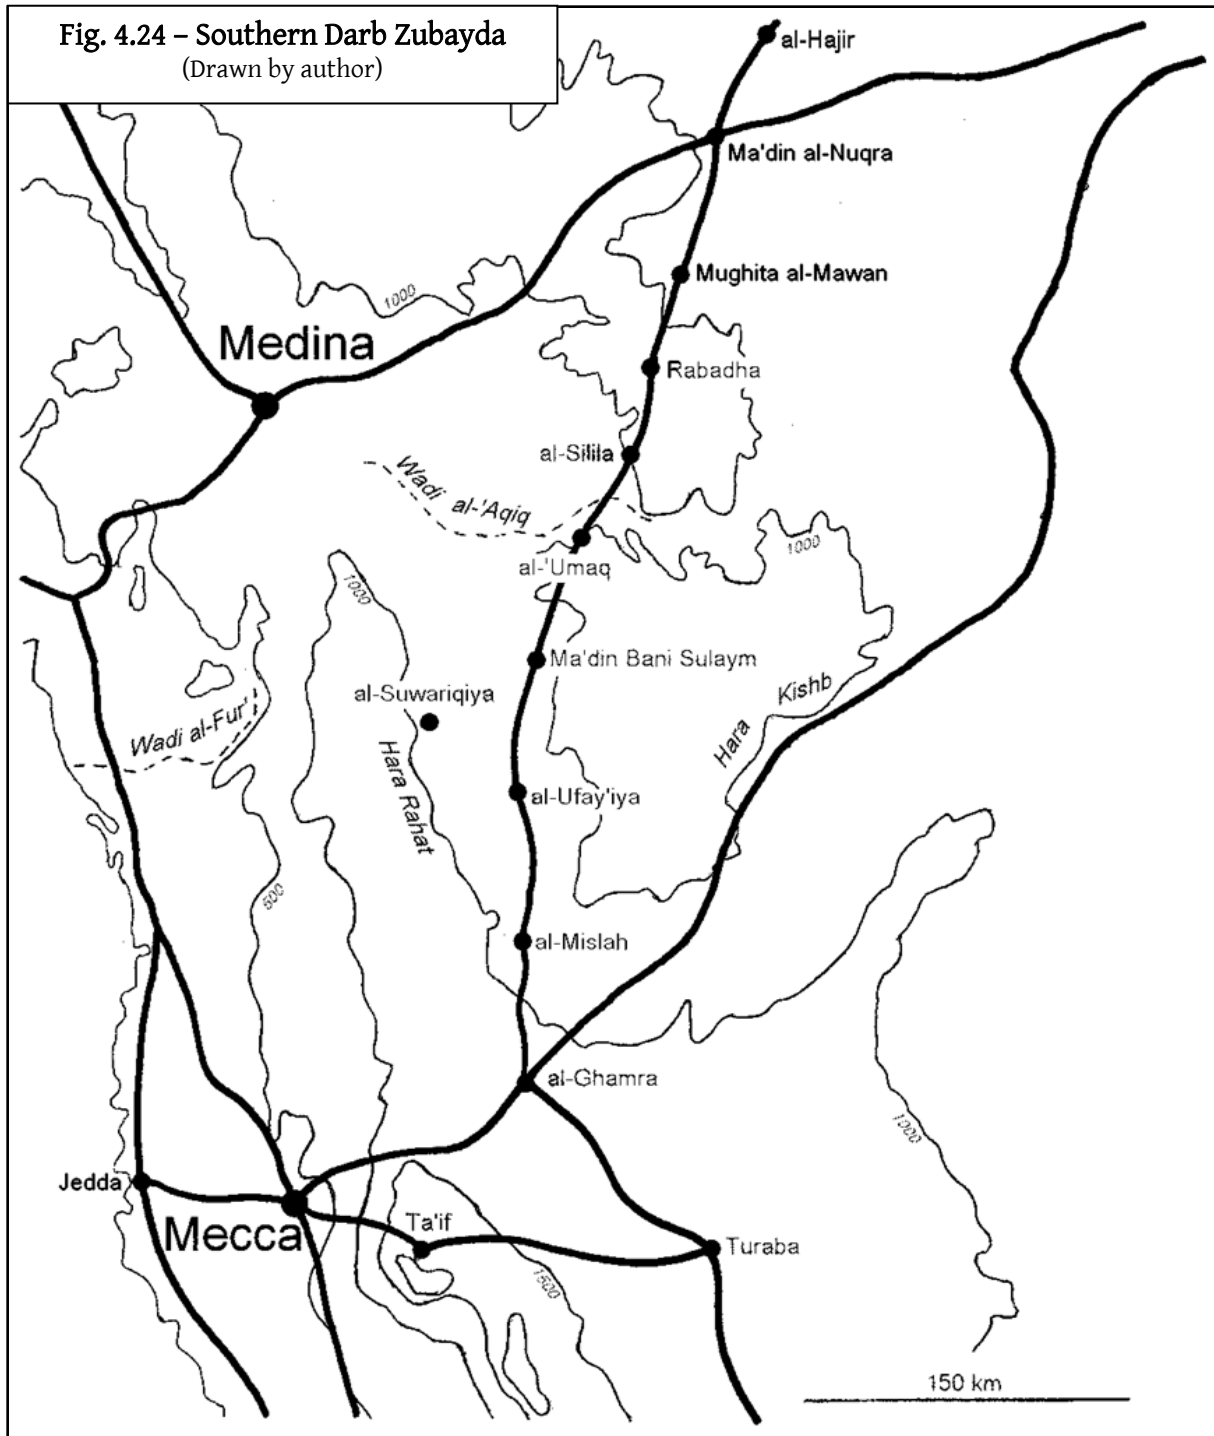 Fig. 4.24 – Southern Darb Zubayda
(Drawn by author)
al-Hajir
Ma'din al-Nuqra
Mughita al-Mawan
1000
Medina
Rabadha
al-Silila
Wadi al-'Aqiq
1000
al-'Umaq
1000
Ma'din Bani Sulaym
al-Suwariqiya
Hara Kishb
Wadi al-Fur'
Hara Rahat
al-Ufay'iya
500
al-Mislah
al-Ghamra
1000
Jedda
Mecca
Ta'if
Turaba
1500
150 km